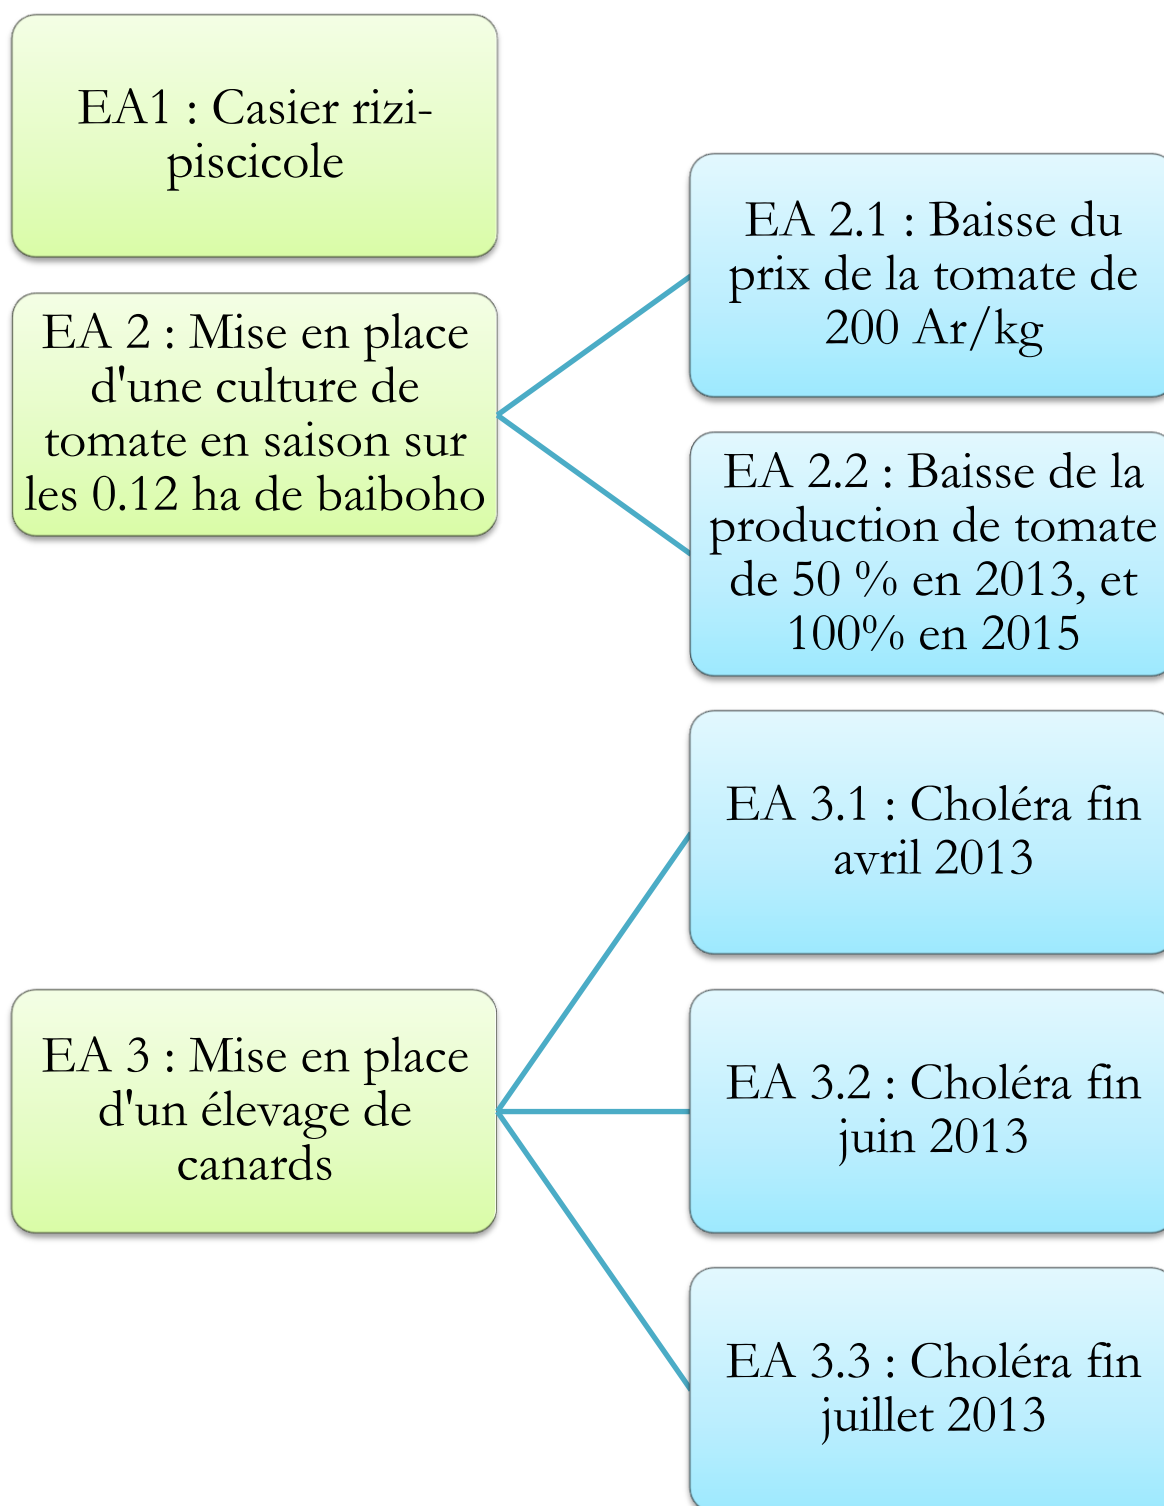 EA1 : Casier rizi-
piscicole
EA 2 : Mise en place
d'une culture de
tomate en saison sur
les 0.12 ha de baiboho
EA 2.1 : Baisse du
prix de la tomate de
200 Ar/kg
EA 2.2 : Baisse de la
production de tomate
de 50 % en 2013, et
100% en 2015
EA 3 : Mise en place
d'un élevage de
canards
EA 3.1 : Choléra fin
avril 2013
EA 3.2 : Choléra fin
juin 2013
EA 3.3 : Choléra fin
juillet 2013